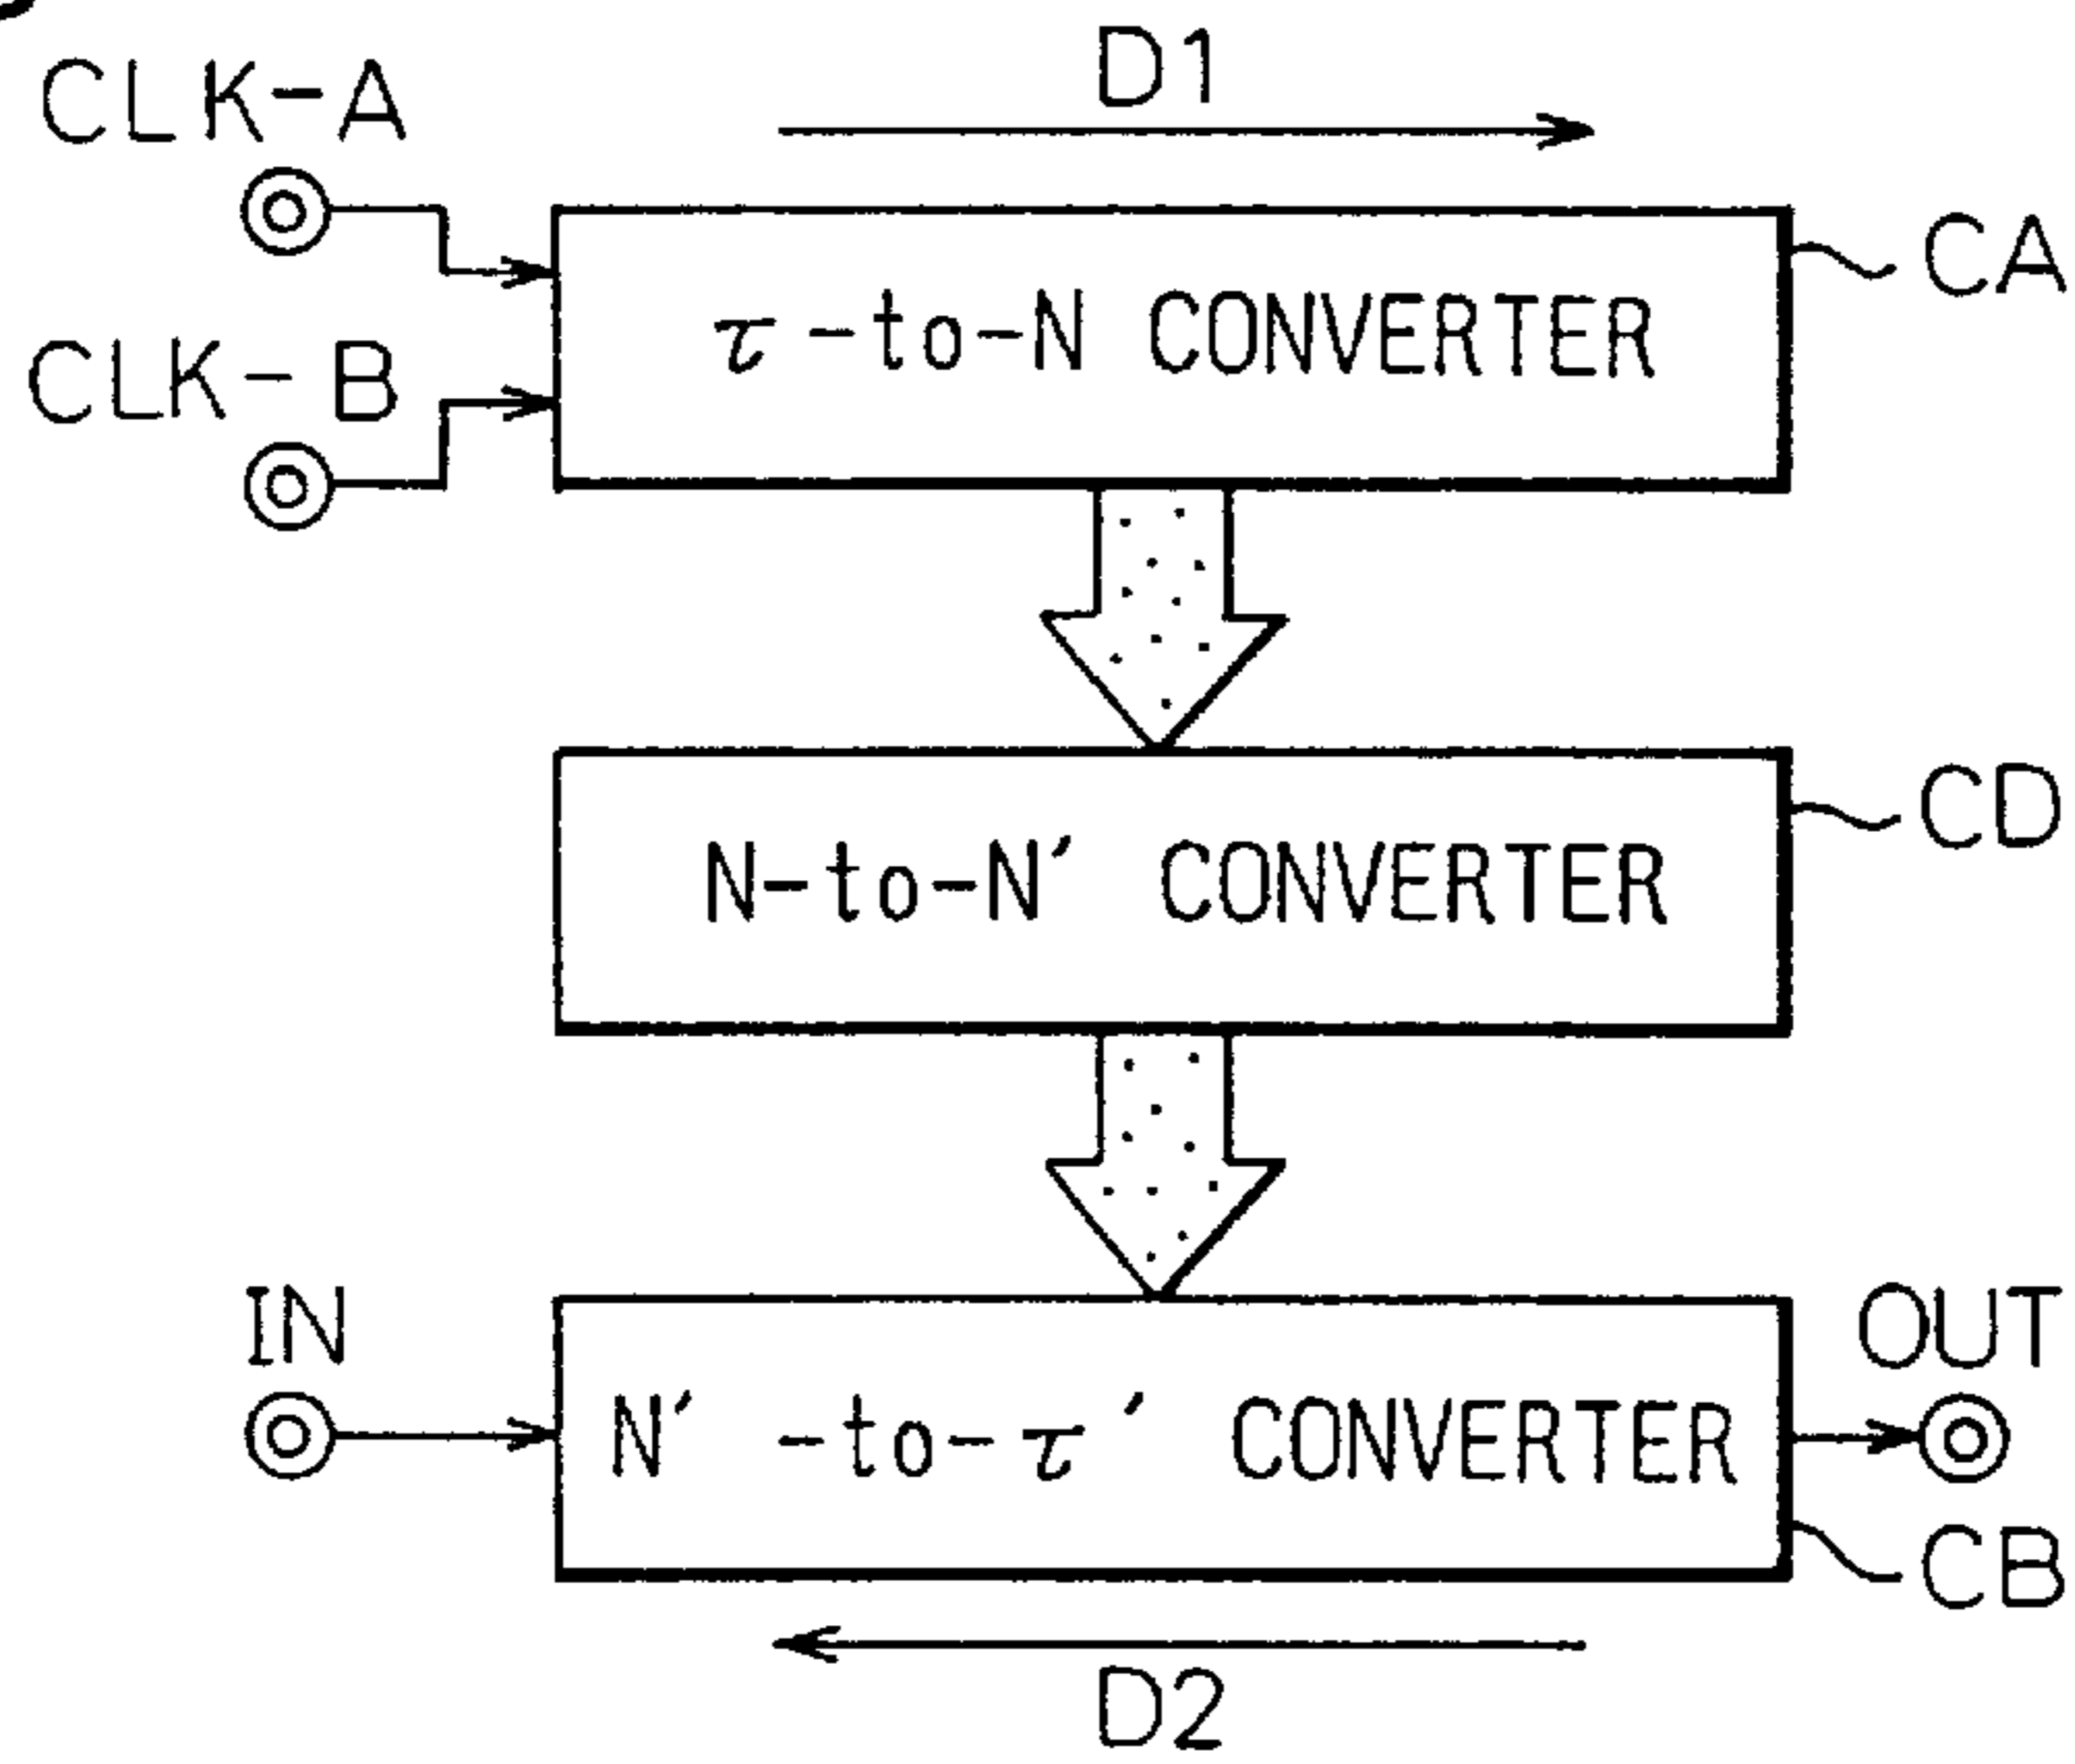 D1
CLK-A
CA
τ-to-N CONVERTER
CLK-B
CD
N-to-N' CONVERTER
IN
OUT
N' -to-τ' CONVERTER
CB
D2